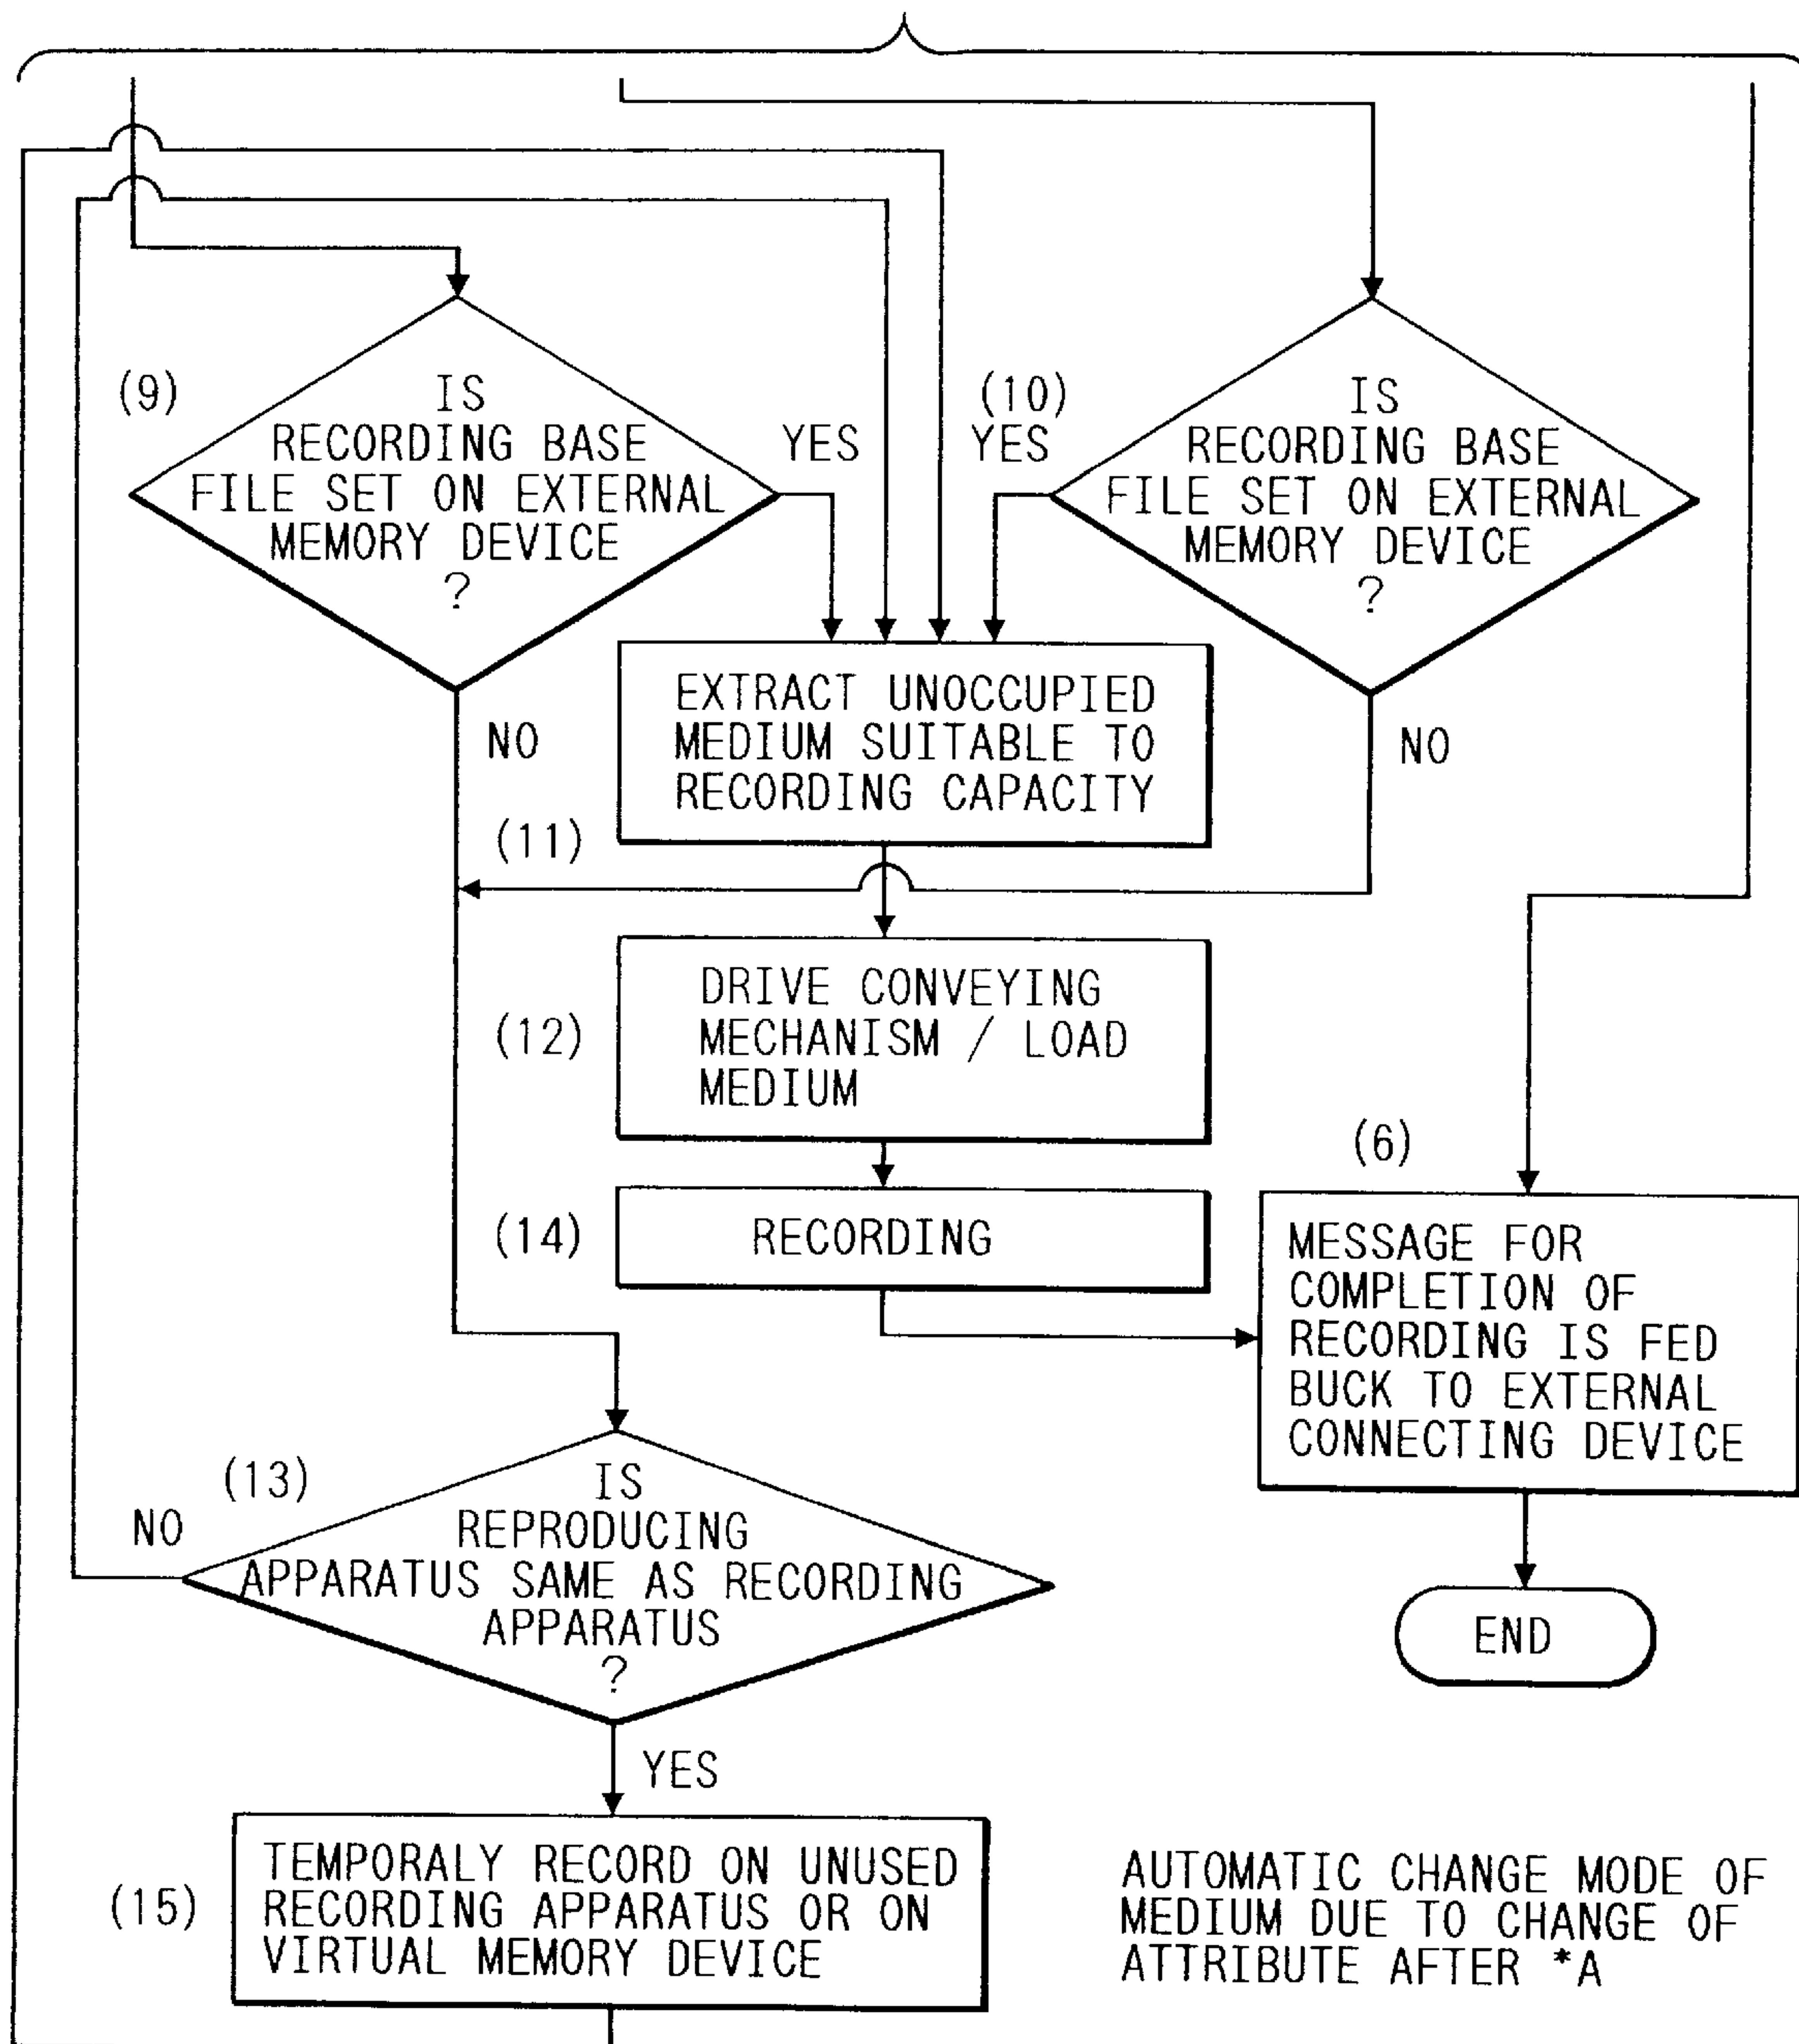 (9)
IS
RECORDING BASE
FILE SET ON EXTERNAL
MEMORY DEVICE
?
YES
NO
(10)
YES
IS
RECORDING BASE
FILE SET ON EXTERNAL
MEMORY DEVICE
?
NO
EXTRACT UNOCCUPIED
MEDIUM SUITABLE TO
RECORDING CAPACITY
(11)
(12)
DRIVE CONVEYING
MECHANISM / LOAD
MEDIUM
(14)
RECORDING
(6)
MESSAGE FOR
COMPLETION OF
RECORDING IS FED
BUCK TO EXTERNAL
CONNECTING DEVICE
END
(13)
NO
IS
REPRODUCING
APPARATUS SAME AS RECORDING
APPARATUS
?
YES
(15)
TEMPORALY RECORD ON UNUSED
RECORDING APPARATUS OR ON
VIRTUAL MEMORY DEVICE
AUTOMATIC CHANGE MODE OF
MEDIUM DUE TO CHANGE OF
ATTRIBUTE AFTER *A